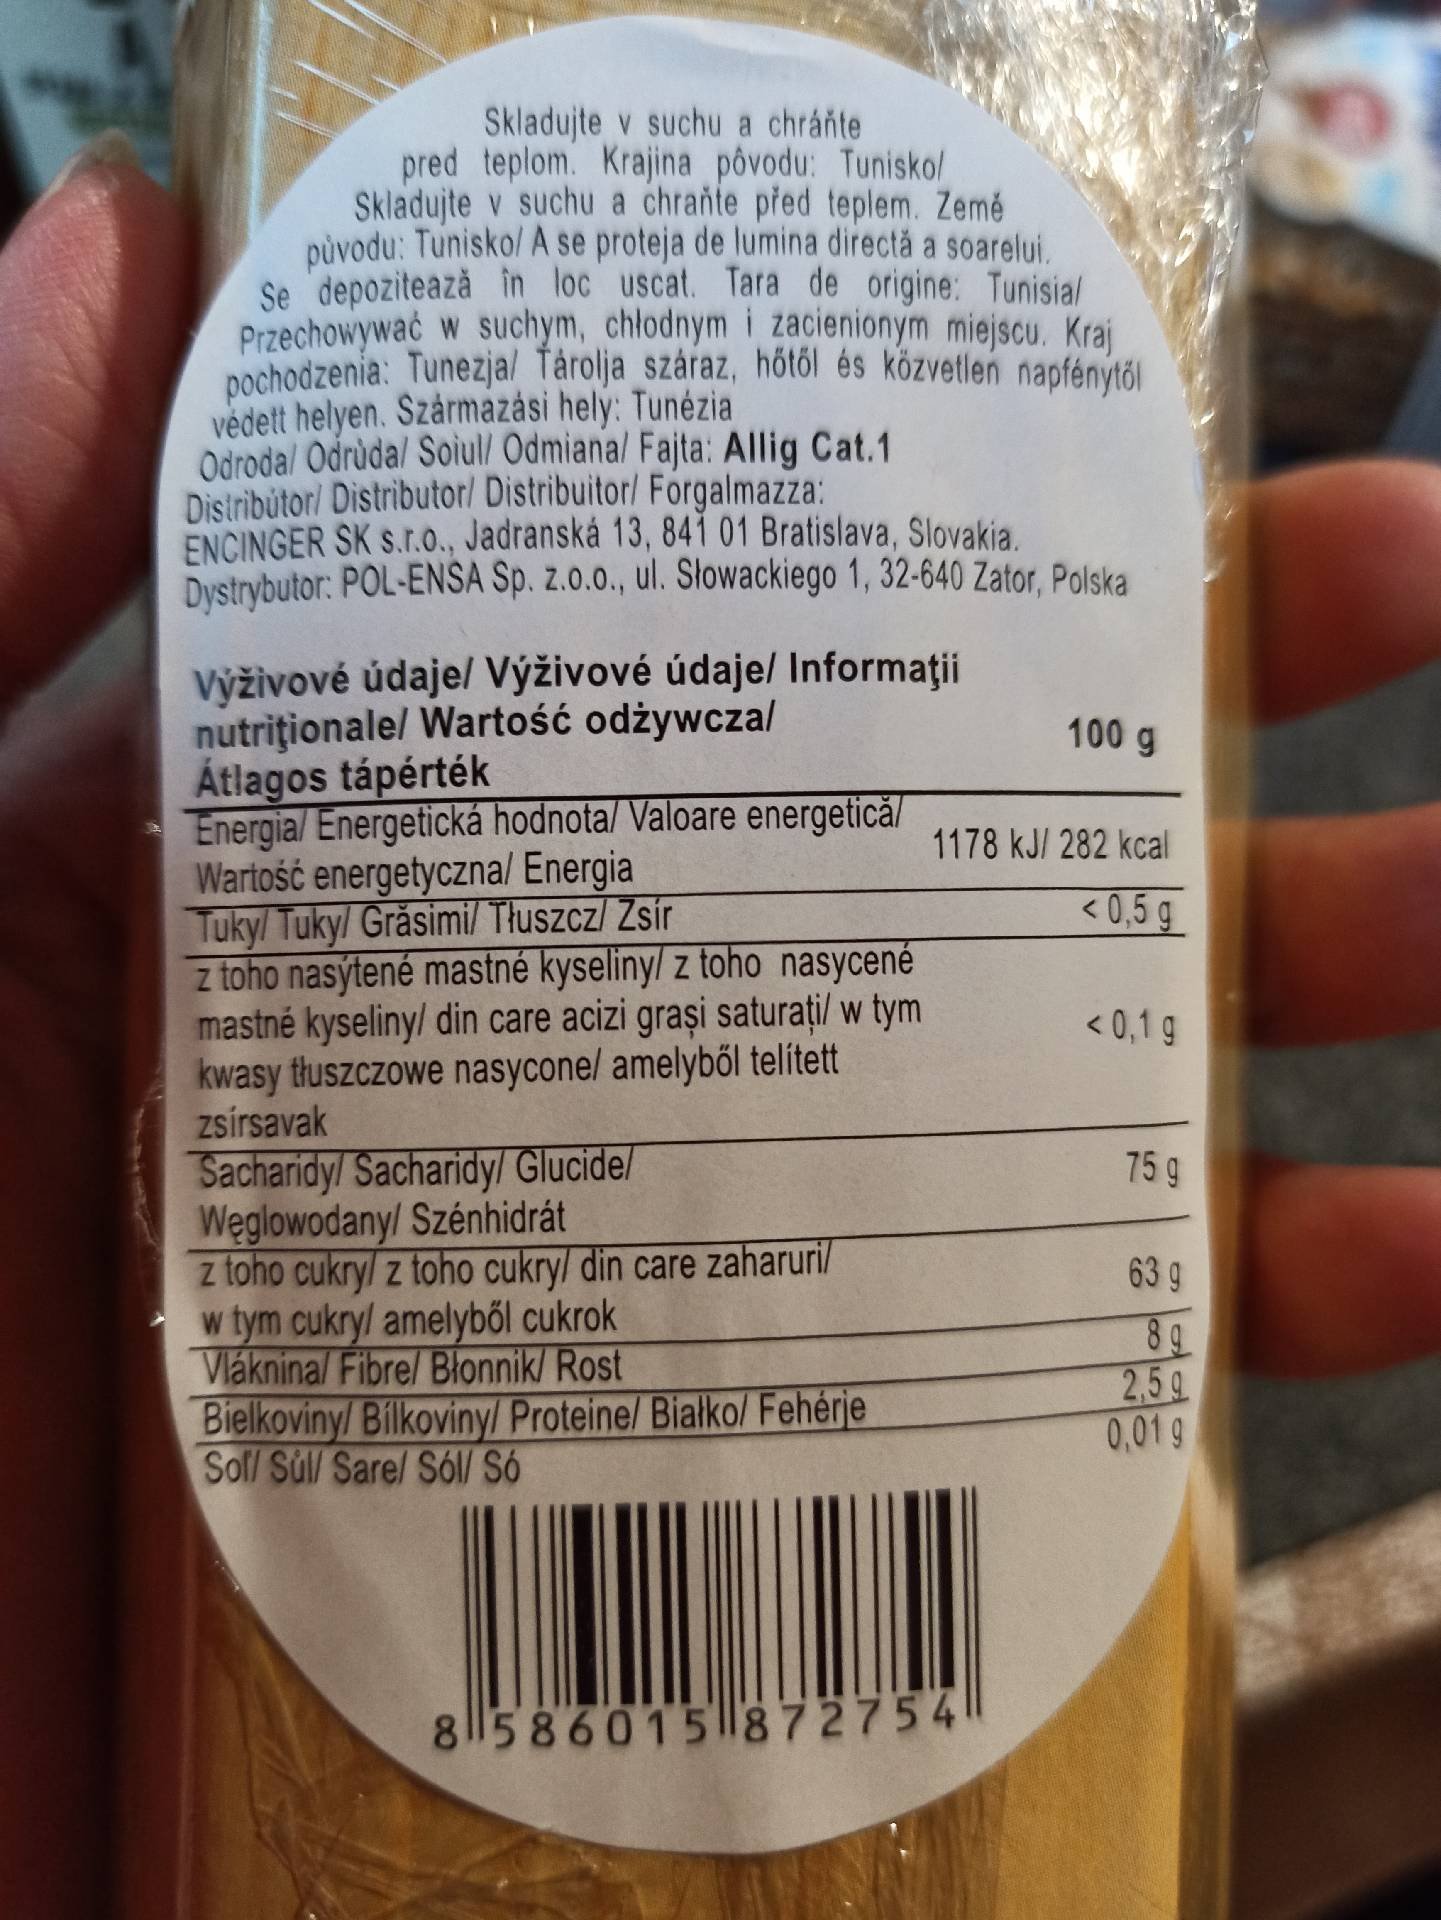 Skladujte v suchu a chráňte
pred teplom. Krajina pôvodu: Tunisko/
Skladujte v suchu a chraňte před teplem. Země
původu: Tunisko/ A se proteja de lumina directă a soarelui.
Se depozitează în loc uscat. Tara de origine: Tunisia/
Przechowywać w suchym, chłodnym i zacienionym miejscu. Kraj
pochodzenia: Tunezja/ Tárolja száraz, hőtől és közvetlen napfénytől
védett helyen. Származási hely: Tunézia
Odroda/ Odrůda/ Soiul/ Odmiana/ Fajta: Allig Cat.1
Distribútor/ Distributor/ Distribuitor/ Forgalmazza:
ENCINGER SK s.r.o., Jadranská 13, 841 01 Bratislava, Slovakia.
Dystrybutor: POL-ENSA Sp. z.o.o., ul. Słowackiego 1, 32-640 Zator, Polska
Výživové údaje/ Výživové údaje/ Informaţii
nutriţionale/ Wartość odżywcza/ 100 g
Átlagos tápérték
Energia/ Energetická hodnota/ Valoare energetică/ 1178 kJ/ 282 kcal
Wartość energetyczna/ Energia
Tuky/ Tuky/ Grăsimi/ Tłuszcz/ Zsír < 0,5 g
z toho nasýtené mastné kyseliny/ z toho nasycené
mastné kyseliny/ din care acizi grași saturați/ w tym < 0,1 g
kwasy tłuszczowe nasycone/ amelyből telített
zsírsavak
Sacharidy/ Sacharidy/ Glucide/ 75 g
Węglowodany/ Szénhidrát
z toho cukry/ z toho cukry/ din care zaharuri/ 63 g
w tym cukry/ amelyből cukrok
Vláknina/ Fibre/ Błonnik/ Rost 8 g
Bielkoviny/ Bílkoviny/ Proteine/ Białko/ Fehérje 2,5 g
Soľ/ Sůl/ Sare/ Sól/ Só 0,01 g
8 586015 872754